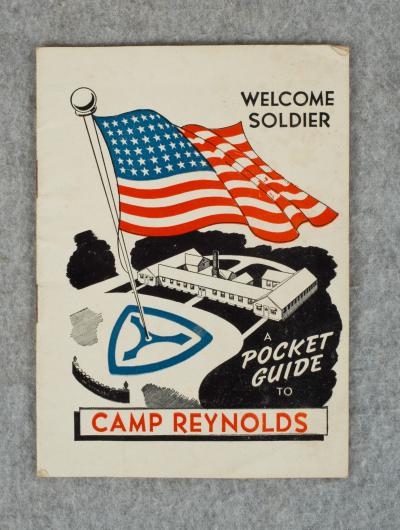 WELCOME
SOLDIER
A
POCKET
GUIDE
TO
CAMP REYNOLDS